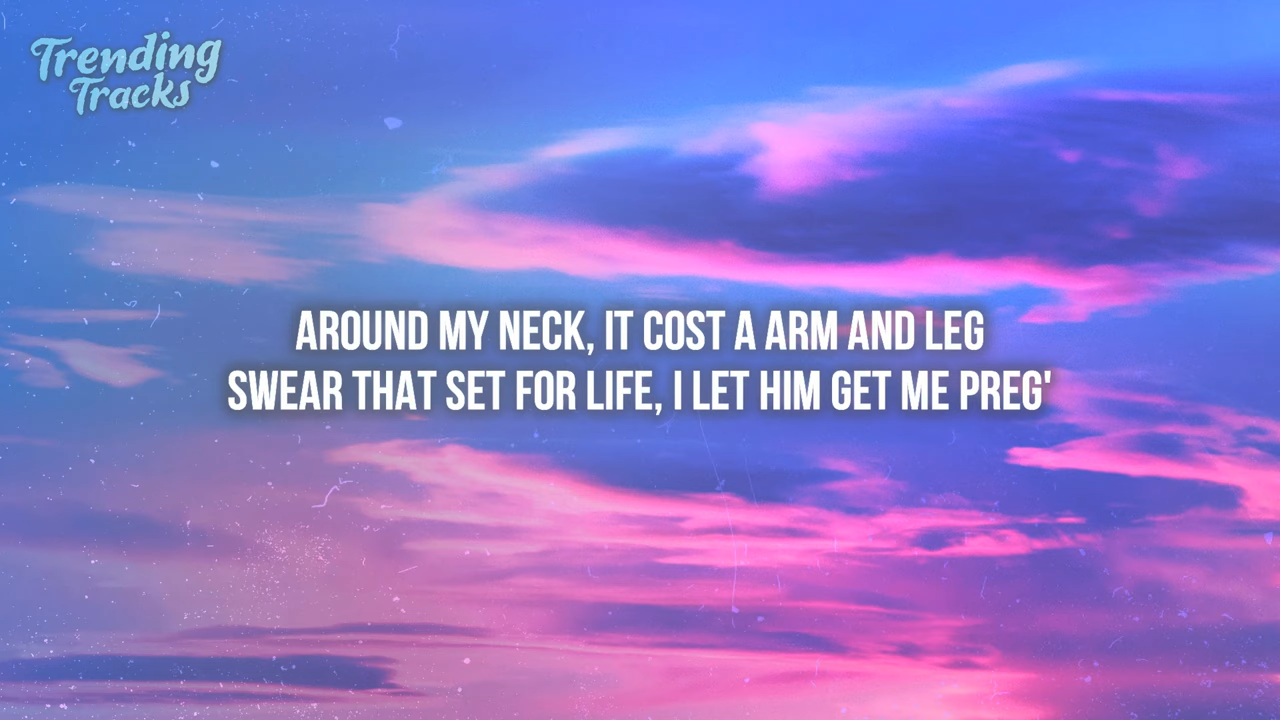 Trending
Tracks
AROUND MY NECK, IT COST A ARM AND LEG
SWEAR THAT SET FOR LIFE, I LET HIM GET ME PREG'